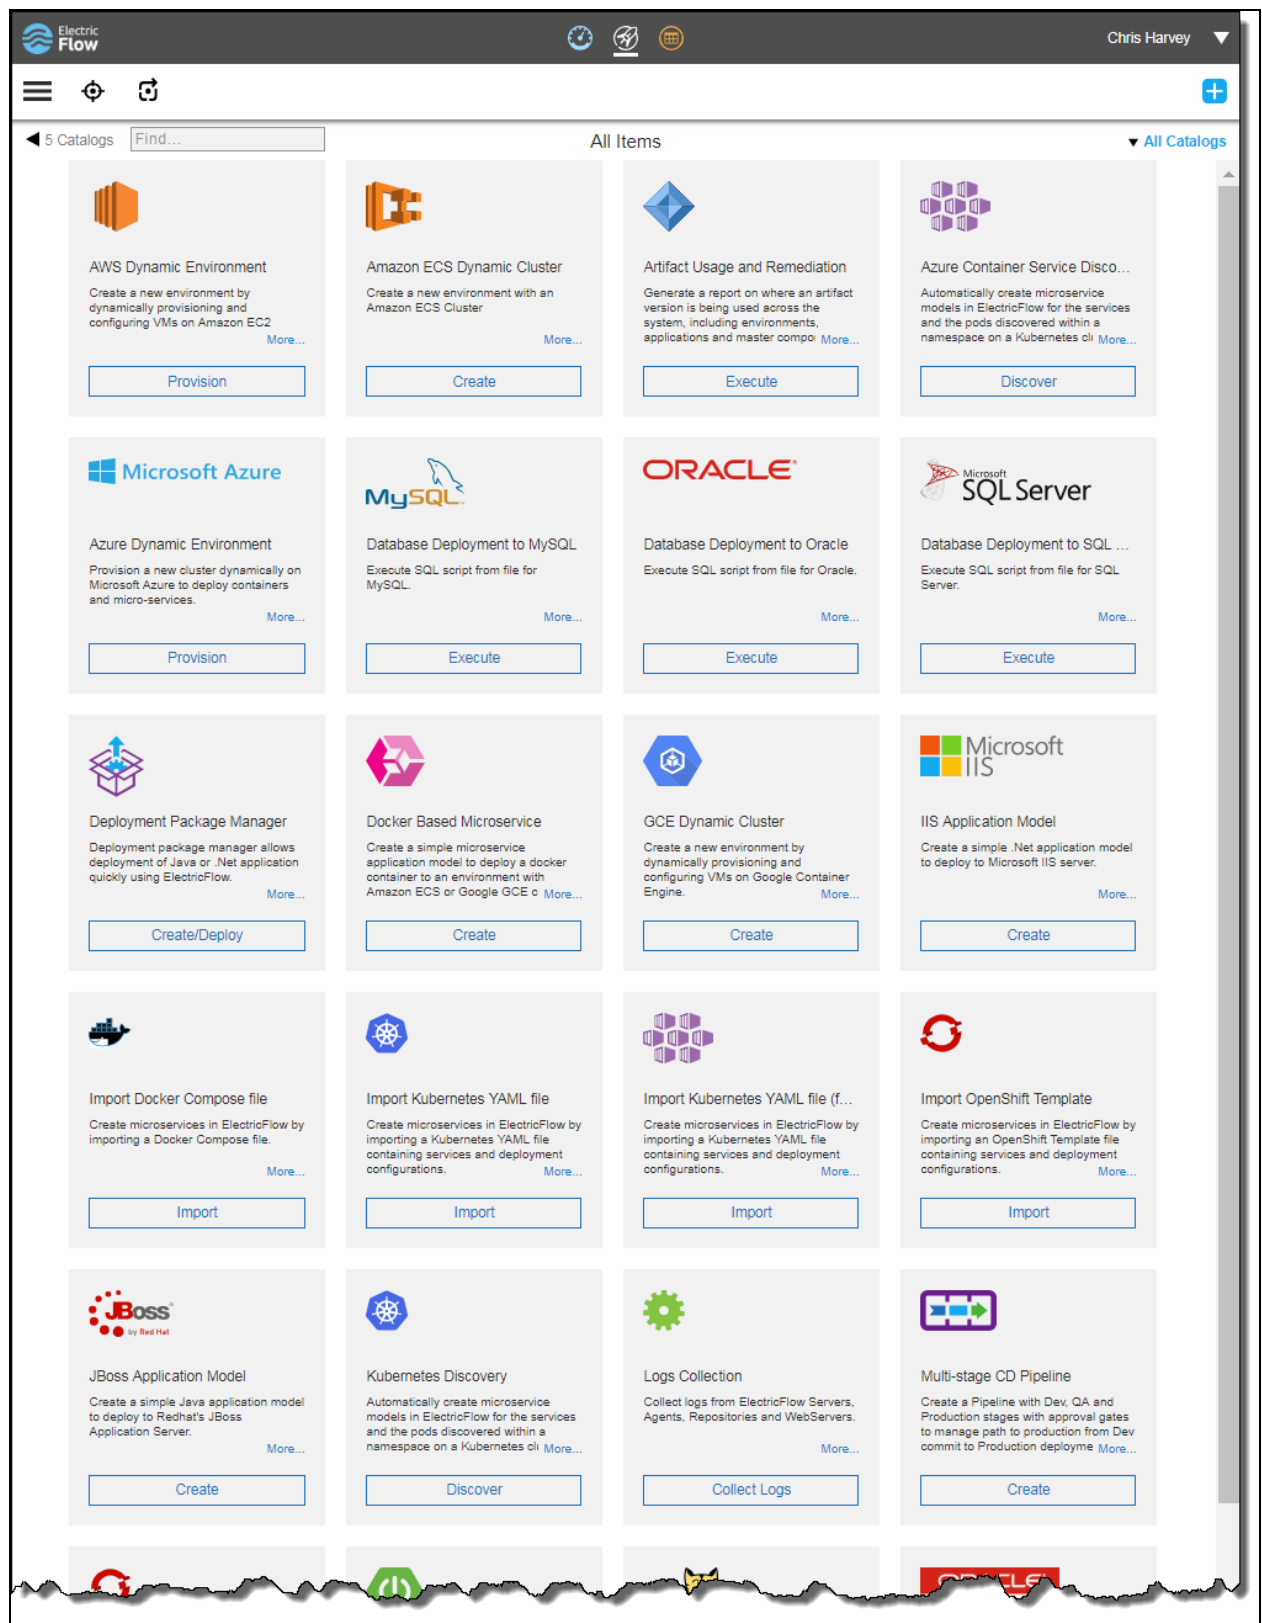 Electric
Flow
Chris Harvey
5 Catalogs
Find...
All Items
All Catalogs
AWS Dynamic Environment
Create a new environment by
dynamically provisioning and
configuring VMs on Amazon EC2
More...
Provision
Amazon ECS Dynamic Cluster
Create a new environment with an
Amazon ECS Cluster
More...
Create
Artifact Usage and Remediation
Generate a report on where an artifact
version is being used across the
system, including environments,
applications and master compo More...
Execute
Azure Container Service Disco...
Automatically create microservice
models in ElectricFlow for the services
and the pods discovered within a
namespace on a Kubernetes clu More...
Discover
Microsoft Azure
Azure Dynamic Environment
Provision a new cluster dynamically on
Microsoft Azure to deploy containers
and micro-services.
More...
Provision
MySQL
Database Deployment to MySQL
Execute SQL script from file for
MySQL.
More...
Execute
ORACLE
Database Deployment to Oracle
Execute SQL script from file for Oracle.
More...
Execute
Microsoft
SQL Server
Database Deployment to SQL ...
Execute SQL script from file for SQL
Server.
More...
Execute
Deployment Package Manager
Deployment package manager allows
deployment of Java or .Net application
quickly using ElectricFlow.
More...
Create/Deploy
Docker Based Microservice
Create a simple microservice
application model to deploy a docker
container to an environment with
Amazon ECS or Google GCE c More...
Create
GCE Dynamic Cluster
Create a new environment by
dynamically provisioning and
configuring VMs on Google Container
Engine. More...
Create
Microsoft
IIS
IIS Application Model
Create a simple .Net application model
to deploy to Microsoft IIS server.
More...
Create
Import Docker Compose file
Create microservices in ElectricFlow by
importing a Docker Compose file.
More...
Import
Import Kubernetes YAML file
Create microservices in ElectricFlow by
importing a Kubernetes YAML file
containing services and deployment
configurations. More...
Import
Import Kubernetes YAML file (f...
Create microservices in ElectricFlow by
importing a Kubernetes YAML file
containing services and deployment
configurations. More...
Import
Import OpenShift Template
Create microservices in ElectricFlow by
importing an OpenShift Template file
containing services and deployment
configurations. More...
Import
JBoss
by Red Hat
JBoss Application Model
Create a simple Java application model
to deploy to Redhat's JBoss
Application Server.
More...
Create
Kubernetes Discovery
Automatically create microservice
models in ElectricFlow for the services
and the pods discovered within a
namespace on a Kubernetes clu More...
Discover
Logs Collection
Collect logs from ElectricFlow Servers,
Agents, Repositories and WebServers.
More...
Collect Logs
Multi-stage CD Pipeline
Create a Pipeline with Dev, QA and
Production stages with approval gates
to manage path to production from Dev
commit to Production deployme More...
Create
ORACLE